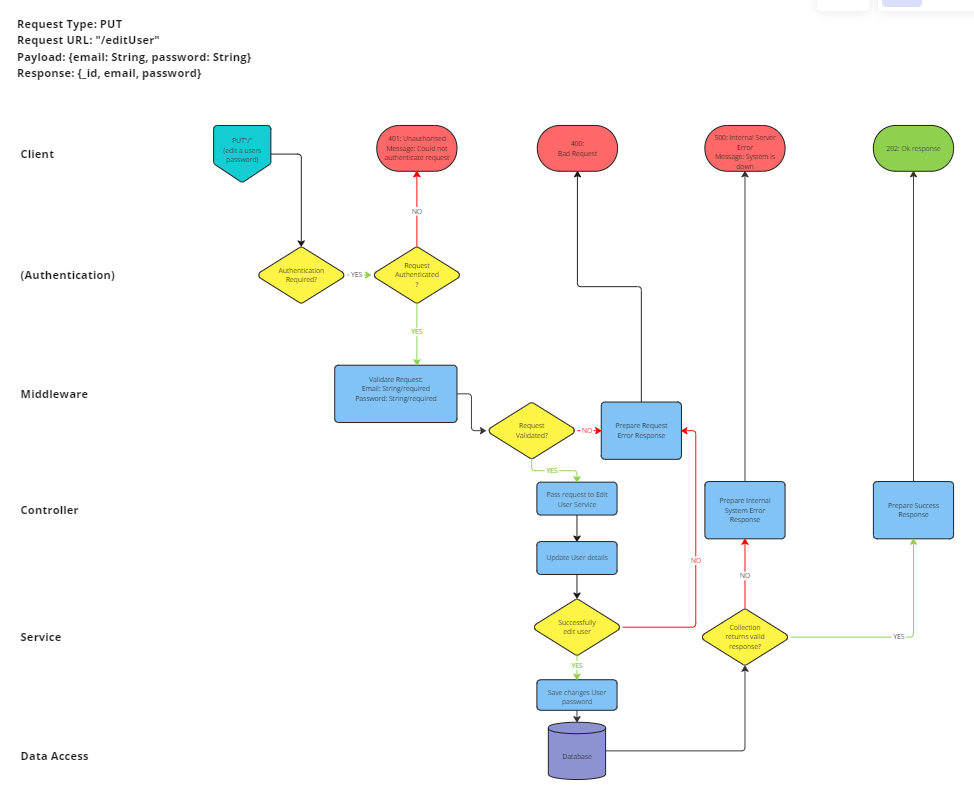 Request Type: PUT
Request URL: "/editUser"
Payload: {email: String, password: String}
Response: {_id, email, password}
Client
PUT"/"
(edit a users
password)
401: Unauthorised
Message: Could not
authenticate request
400:
Bad Request
500: Internal Server
Error
Message: System is
down
202: Ok response
NO
(Authentication)
Authentication
Required?
YES
Request
Authenticated
?
YES
Middleware
Validate Request:
Email: String/required
Password: String/required
Request
Validated?
NO
Prepare Request
Error Response
YES
Controller
Pass request to Edit
User Service
Prepare Internal
System Error
Response
Prepare Success
Response
Update User details
NO
NO
Service
Successfully
edit user
Collection
returns valid
response?
YES
YES
Save changes User
password
Data Access
Database